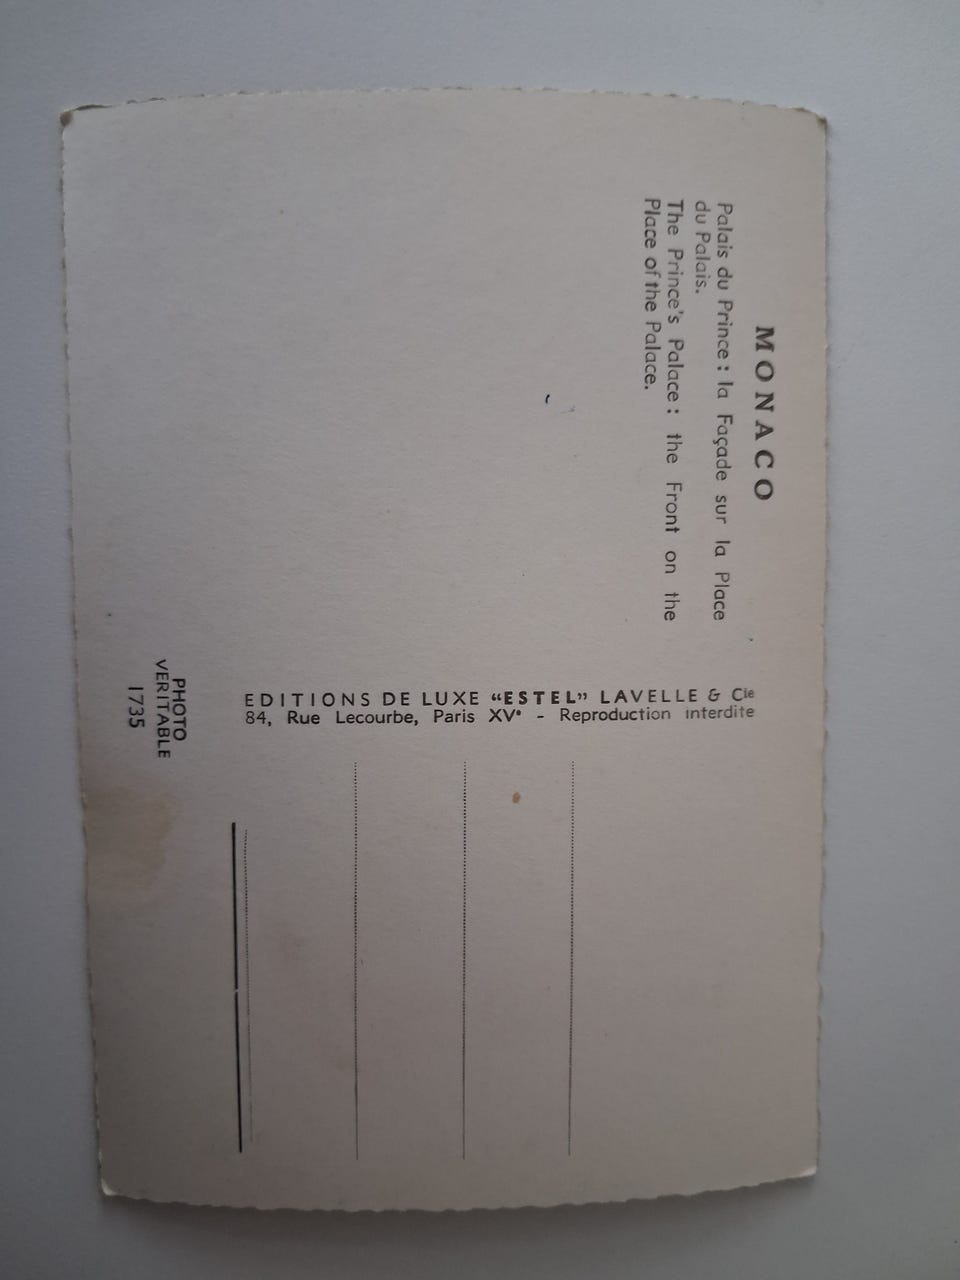 MONACO
Palais du Prince : la Façade sur la Place
du Palais.
The Prince's Palace : the Front on the
Place of the Palace.
EDITIONS DE LUXE “ESTEL” LAVELLE & Cie
84, Rue Lecourbe, Paris XVe - Reproduction interdite
PHOTO
VERITABLE
1735